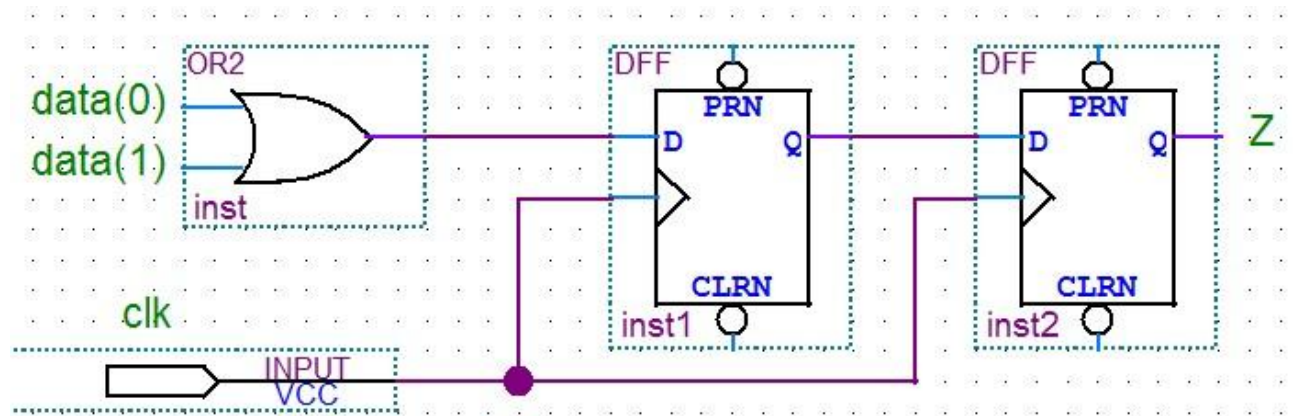 OR2
data(0)
data(1)
inst
DFF
PRN
D
Q
CLRN
inst1
DFF
PRN
D
Q
CLRN
inst2
Z
clk
INPUT
VCC